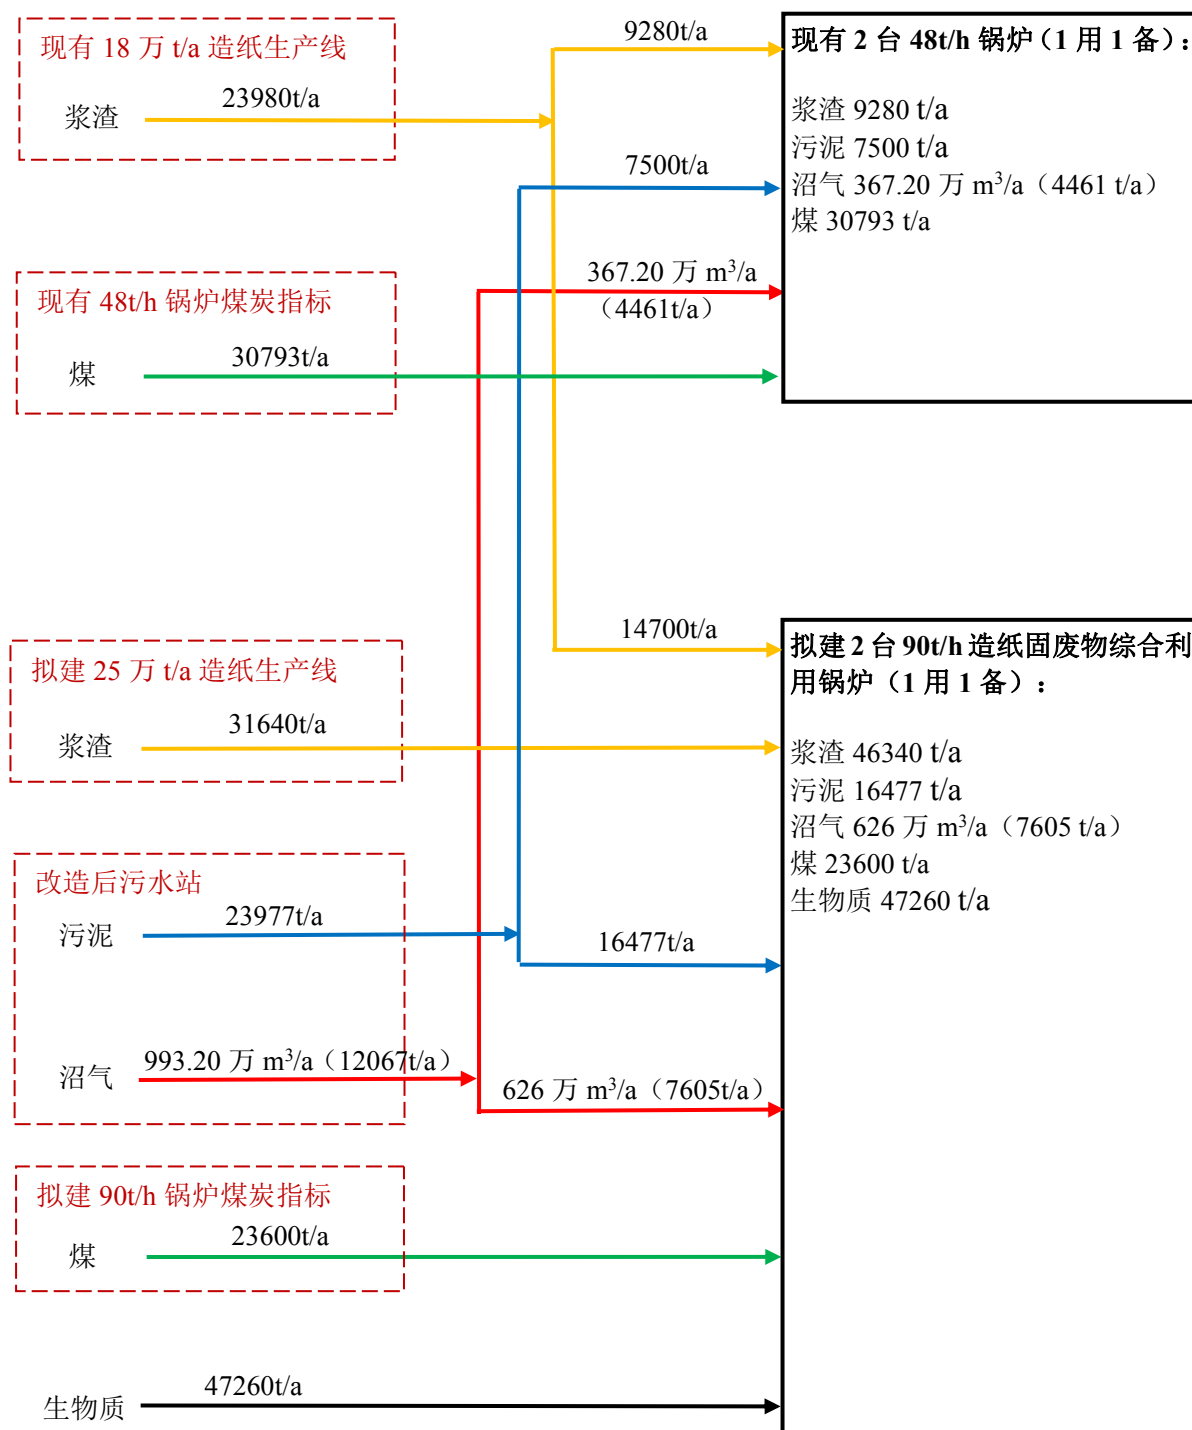 现有 18 万 t/a 造纸生产线
浆渣
23980t/a
9280t/a
7500t/a
367.20 万 m³/a
（4461t/a）
现有 48t/h 锅炉煤炭指标
煤
30793t/a
现有 2 台 48t/h 锅炉（1 用 1 备）：
浆渣 9280 t/a
污泥 7500 t/a
沼气 367.20 万 m³/a（4461 t/a）
煤 30793 t/a
14700t/a
拟建 25 万 t/a 造纸生产线
浆渣
31640t/a
改造后污水站
污泥
23977t/a
16477t/a
沼气
993.20 万 m³/a（12067t/a）
626 万 m³/a（7605t/a）
拟建 90t/h 锅炉煤炭指标
煤
23600t/a
生物质
47260t/a
拟建 2 台 90t/h 造纸固废物综合利
用锅炉（1 用 1 备）：
浆渣 46340 t/a
污泥 16477 t/a
沼气 626 万 m³/a（7605 t/a）
煤 23600 t/a
生物质 47260 t/a